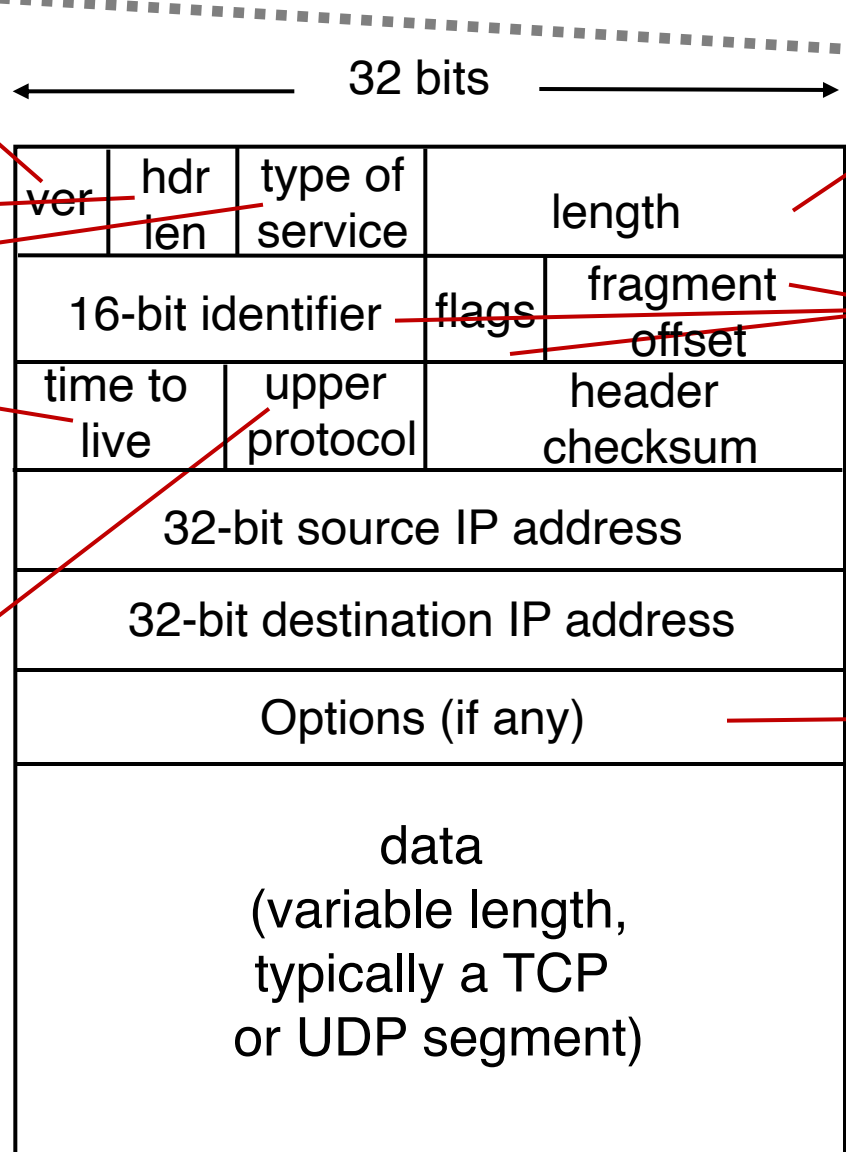 32 bits
ver
hdr
len
type of
service
length
16-bit identifier
flags
fragment
offset
time to
live
upper
protocol
header
checksum
32-bit source IP address
32-bit destination IP address
Options (if any)
data
(variable length,
typically a TCP
or UDP segment)